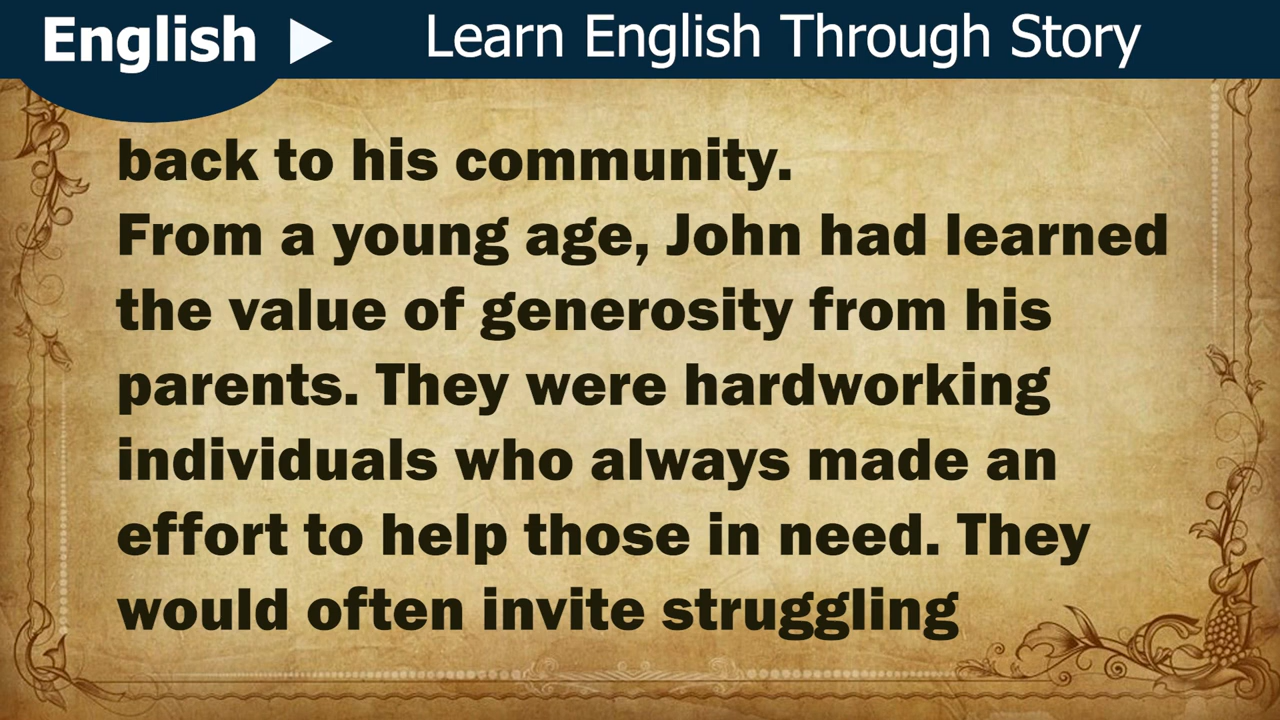 English
Learn English Through Story
back to his community.
From a young age, John had learned
the value of generosity from his
parents. They were hardworking
individuals who always made an
effort to help those in need. They
would often invite struggling